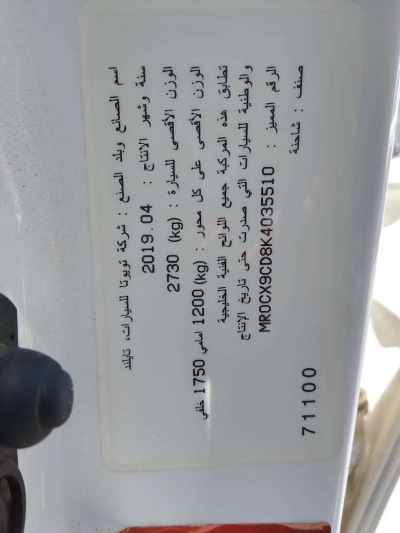 اسم الصانع وبلد الصنع : شركة تويوتا للسيارات، تايلند
سنة وشهر الانتاج : 2019.04
الوزن الأقصى للسيارة : (kg) 2730
الوزن الأقصى على كل محور : (kg) 1200 امامي 1750 خلفي
تطابق هذه المركبة جميع اللوائح الفنية الخليجية
والوطنية للسيارات التي صدرت حتى تاريخ الإنتاج
الرقم المميز : MR0CX9CD8K4035510
صنف : شاحنة
71100